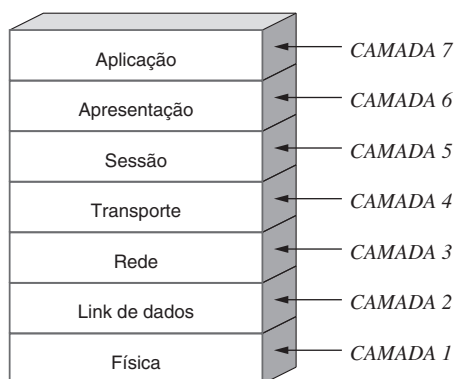 Aplicação CAMADA 7
Apresentação CAMADA 6
Sessão CAMADA 5
Transporte CAMADA 4
Rede CAMADA 3
Link de dados CAMADA 2
Física CAMADA 1